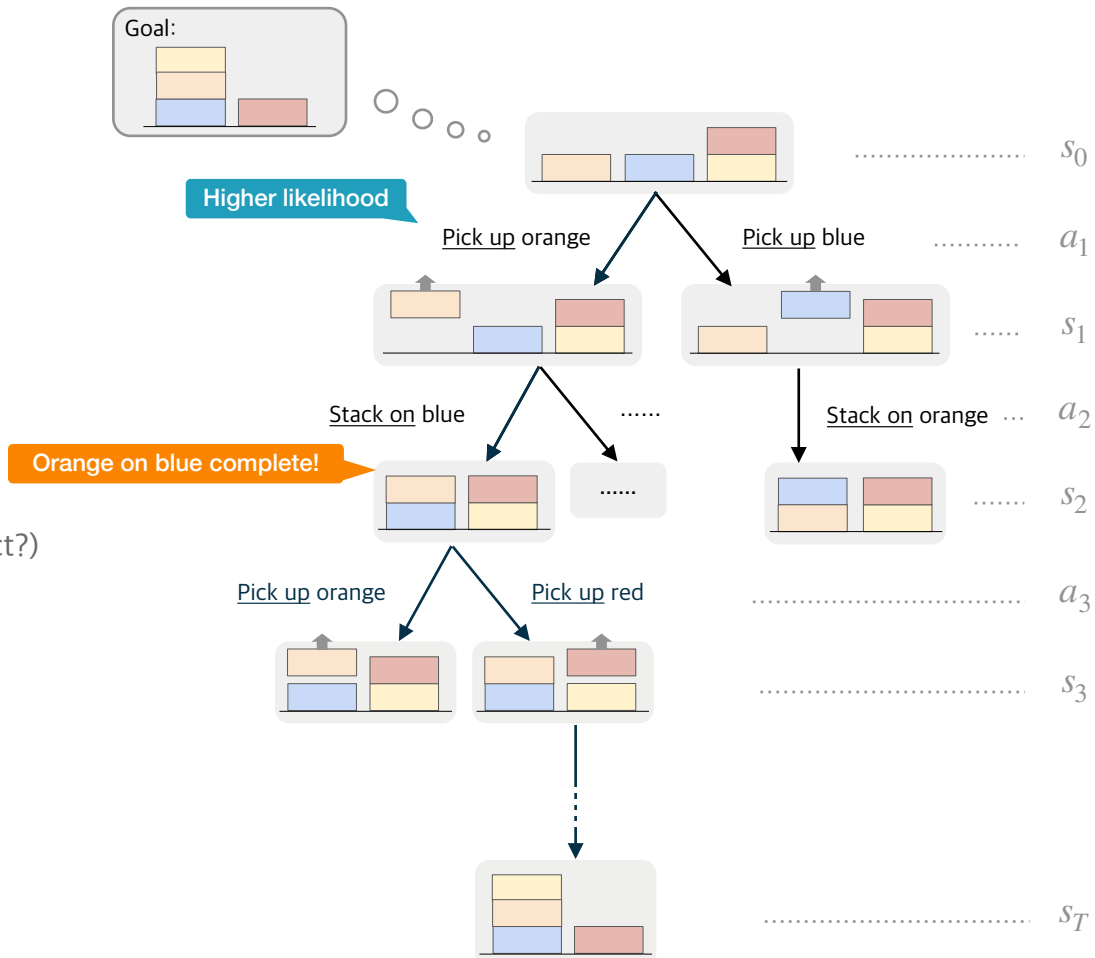 Goal:
s0
Higher likelihood
Pick up orange
Pick up blue
............
a1
......
s1
Stack on blue
......
Stack on orange
...
a2
Orange on blue complete!
......
s2
ct?)
Pick up orange
Pick up red
a3
s3
sT